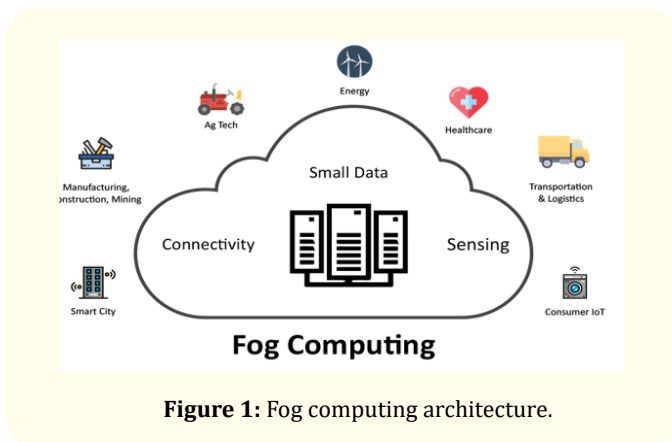 Energy
Ag Tech
Healthcare
Small Data
Manufacturing,
onstruction, Mining
Transportation
& Logistics
Connectivity
Sensing
Smart City
Consumer IoT
Fog Computing
Figure 1: Fog computing architecture.